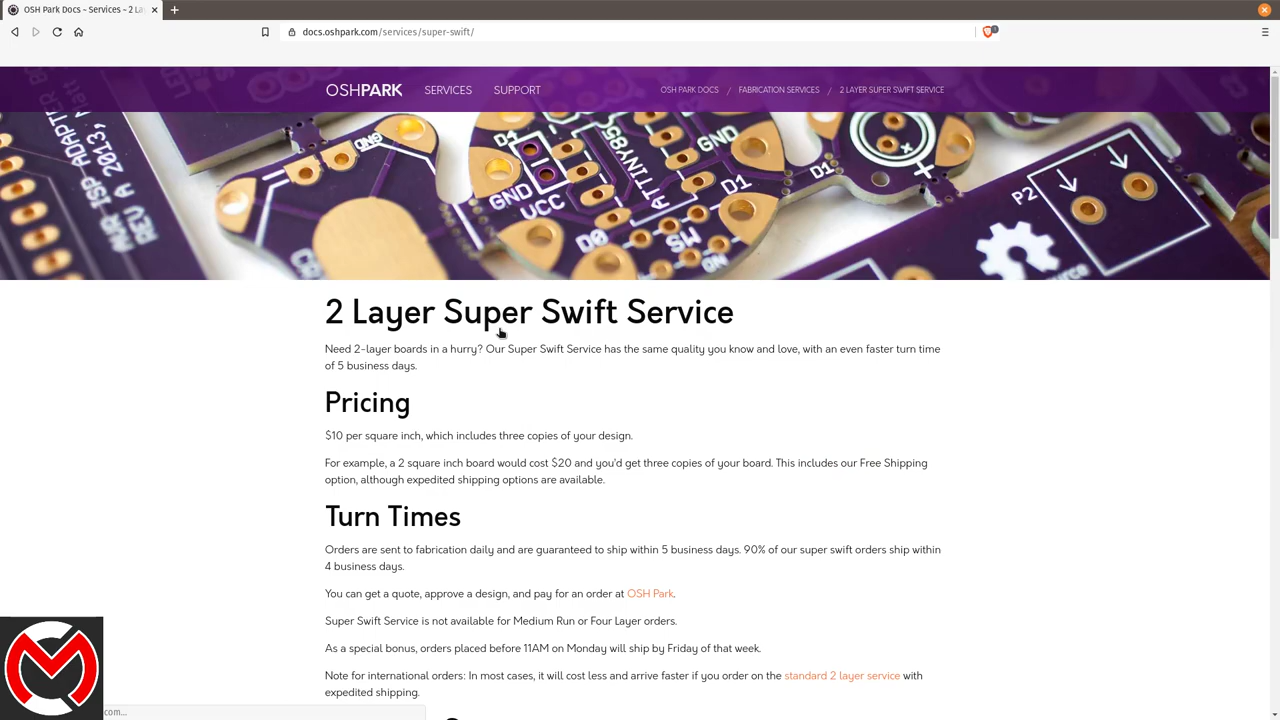 OSH Park Docs ~ Services ~ 2 La
docs.oshpark.com/services/super-swift/
1
OSHPARK
SERVICES
SUPPORT
OSH PARK DOCS / FABRICATION SERVICES / 2 LAYER SUPER SWIFT SERVICE
REV A 2013,
GND
D4
GND
VCC
ATTINY85
GND
D1
D0
D1
P2
2 Layer Super Swift Service
Need 2-layer boards in a hurry? Our Super Swift Service has the same quality you know and love, with an even faster turn time
of 5 business days.
Pricing
$10 per square inch, which includes three copies of your design.
For example, a 2 square inch board would cost $20 and you'd get three copies of your board. This includes our Free Shipping
option, although expedited shipping options are available.
Turn Times
Orders are sent to fabrication daily and are guaranteed to ship within 5 business days. 90% of our super swift orders ship within
4 business days.
You can get a quote, approve a design, and pay for an order at OSH Park.
Super Swift Service is not available for Medium Run or Four Layer orders.
As a special bonus, orders placed before 11AM on Monday will ship by Friday of that week.
Note for international orders: In most cases, it will cost less and arrive faster if you order on the standard 2 layer service with
expedited shipping.
com...